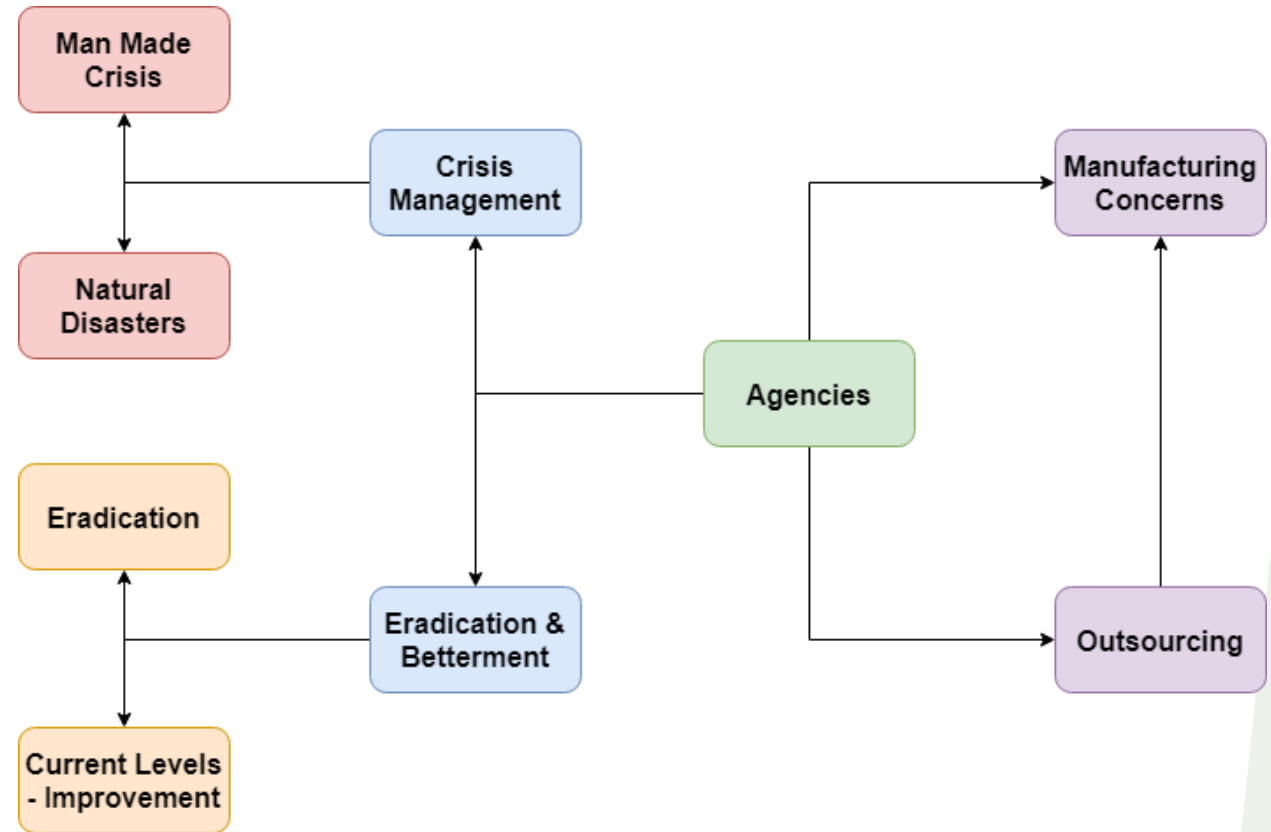 Man Made
Crisis
Crisis
Management
Manufacturing
Concerns
Natural
Disasters
Agencies
Eradication
Eradication &
Betterment
Outsourcing
Current Levels
- Improvement